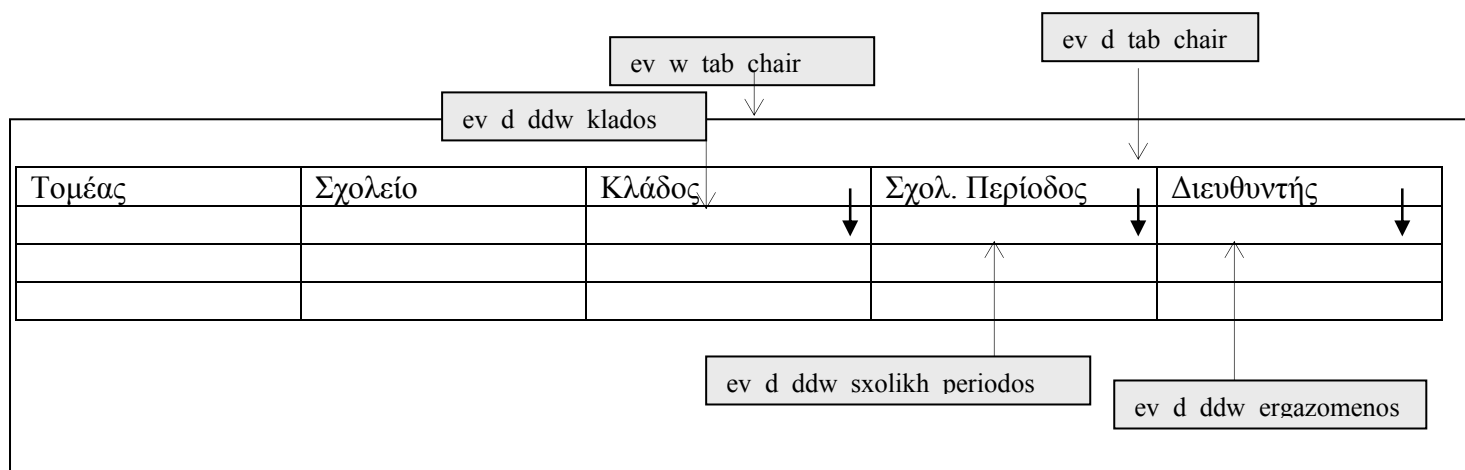 ev d tab chair
ev w tab chair
ev d ddw klados
Τομέας Σχολείο Κλάδος Σχολ. Περίοδος Διευθυντής
ev d ddw sxolikh periodos
ev d ddw ergazomenos